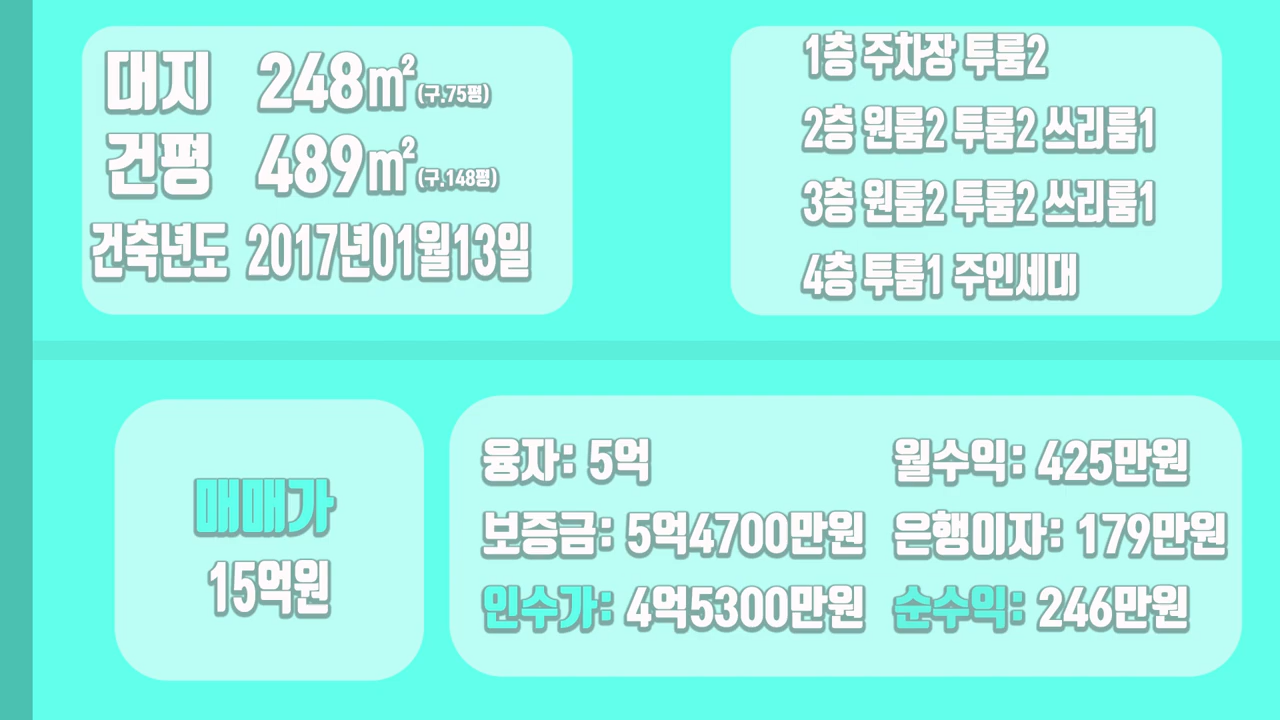 대지 248㎡(구.75평)
건평 489㎡(구.148평)
건축년도 2017년01월13일
1층 주차장 투룸2
2층 원룸2 투룸2 쓰리룸1
3층 원룸2 투룸2 쓰리룸1
4층 투룸1 주인세대
매매가
15억원
융자: 5억
보증금: 5억4700만원
인수가: 4억5300만원
월수익: 425만원
은행이자: 179만원
순수익: 246만원